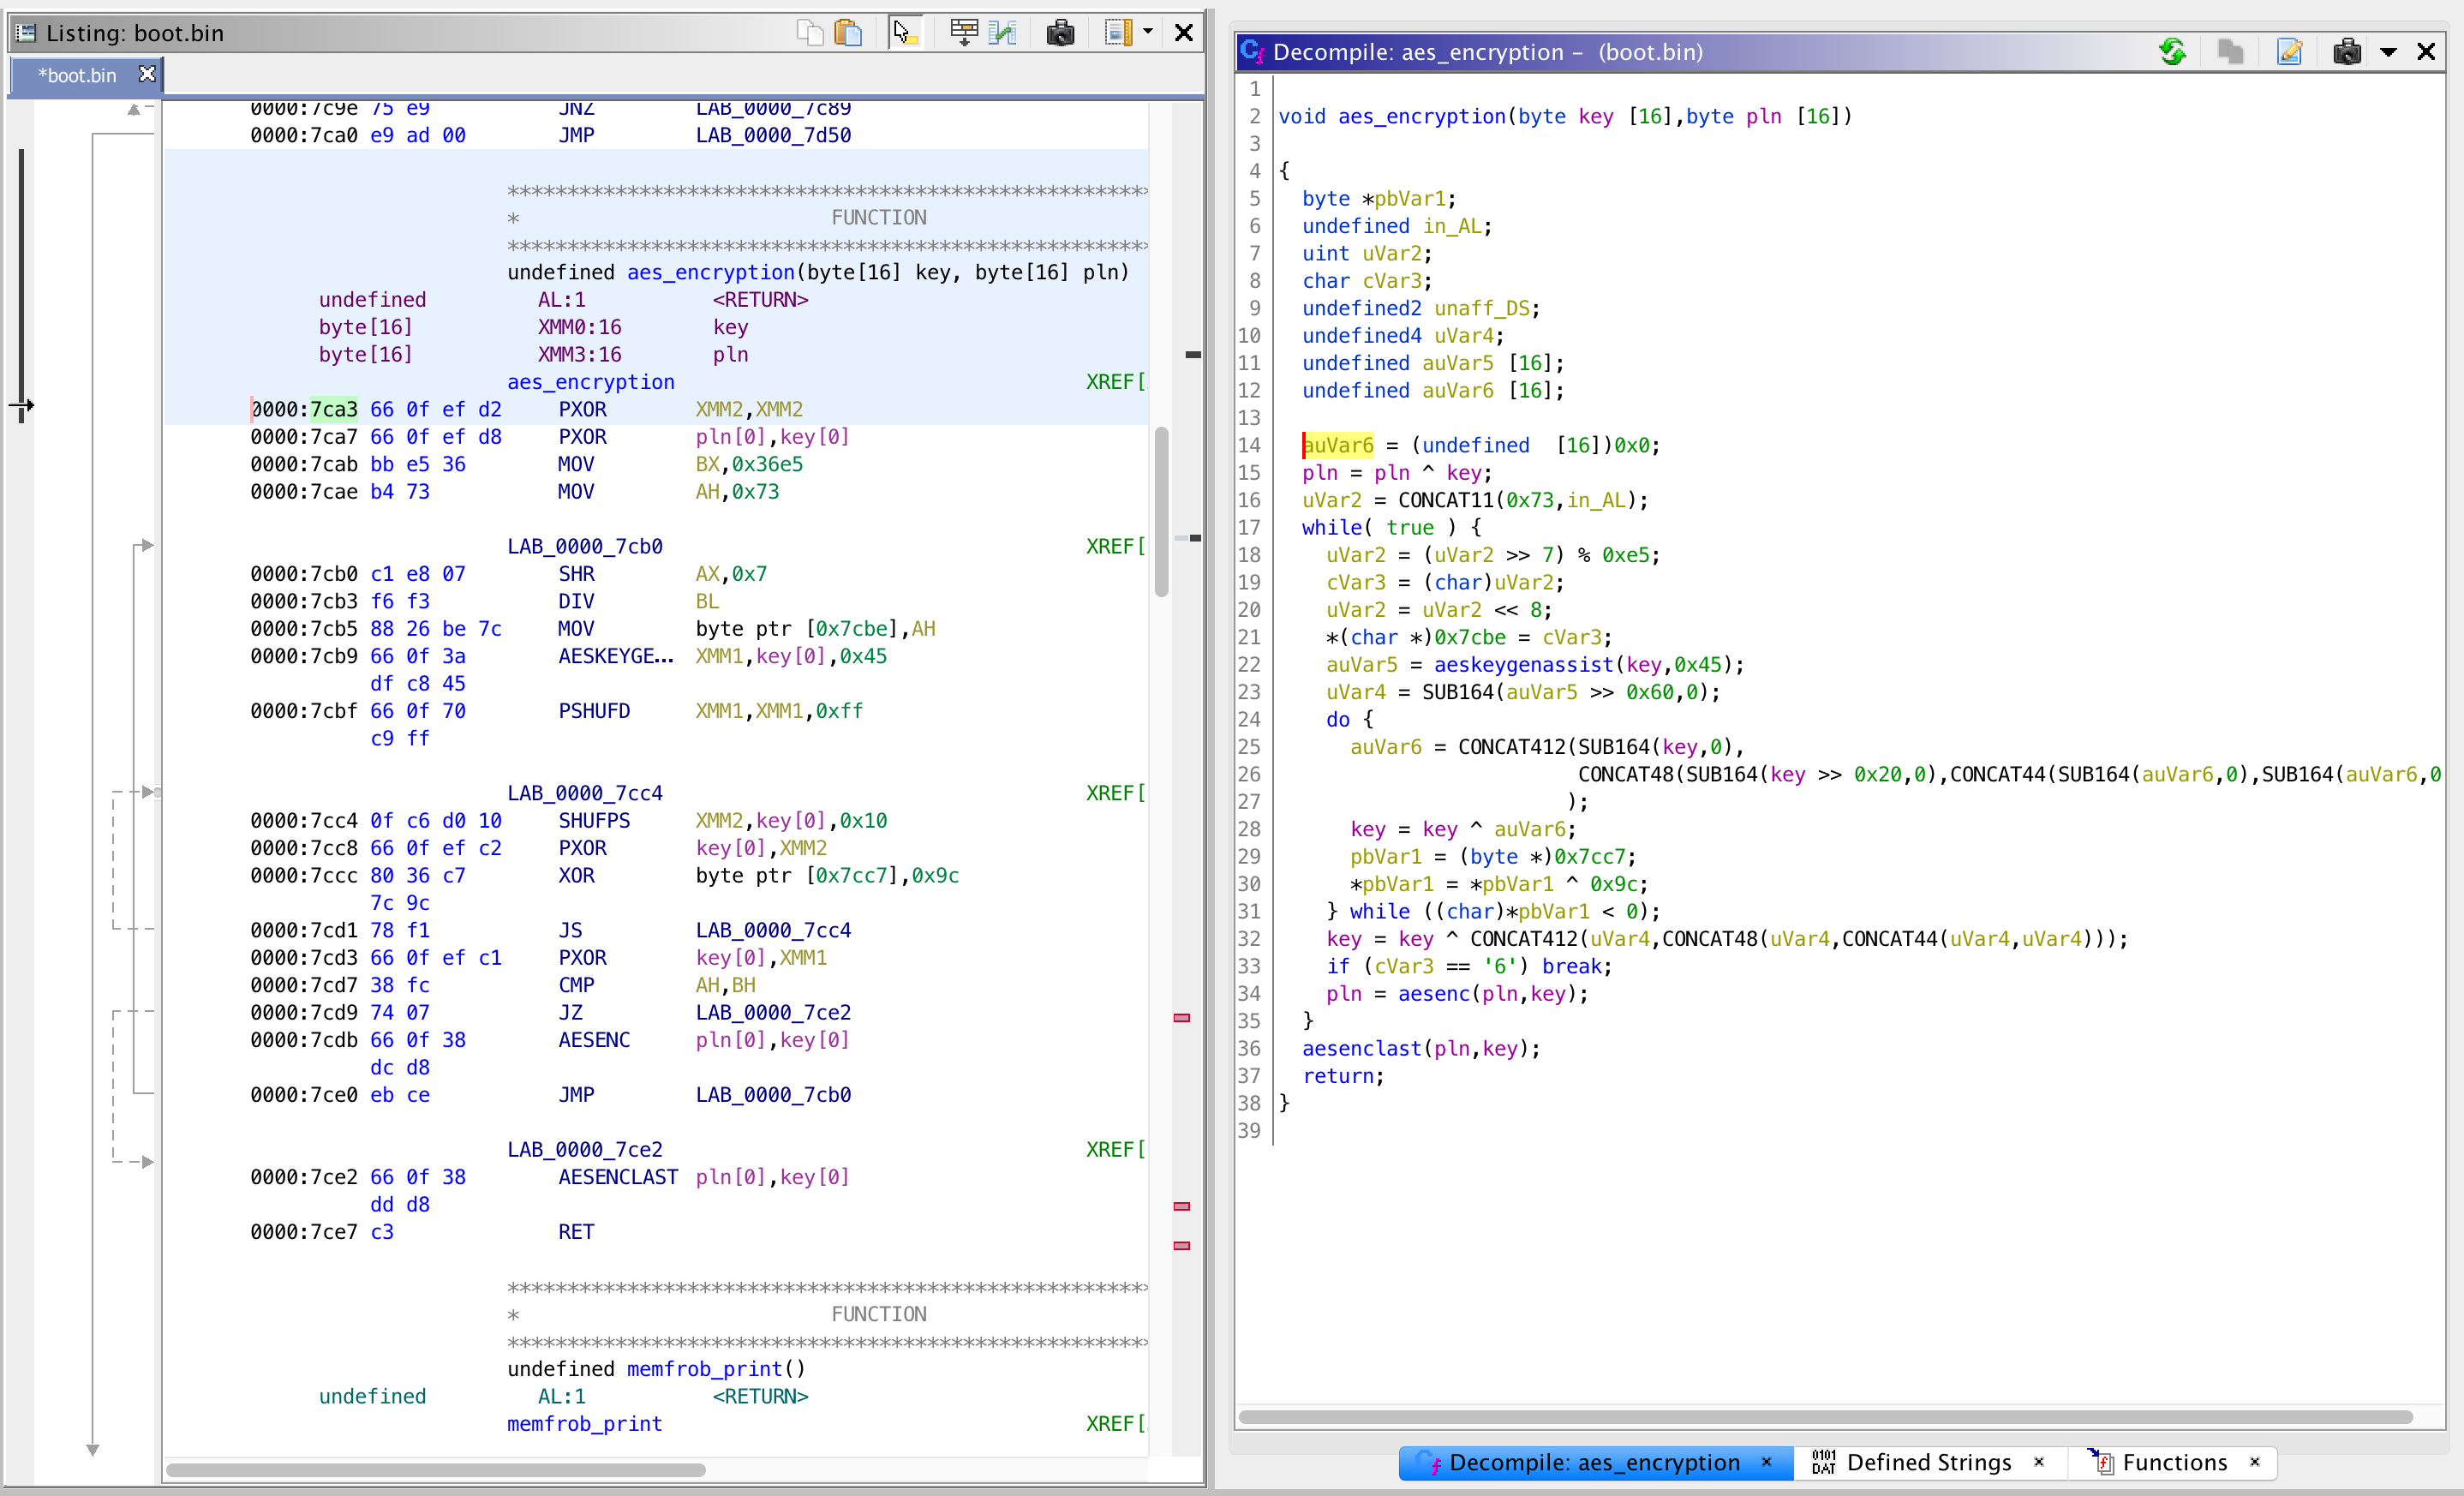 Listing: boot.bin
*boot.bin
0000:7c9e 75 e9 JNZ LAB_0000_7c89
0000:7ca0 e9 ad 00 JMP LAB_0000_7d50
* FUNCTION
undefined aes_encryption(byte[16] key, byte[16] pln)
undefined AL:1 <RETURN>
byte[16] XMM0:16 key
byte[16] XMM3:16 pln
aes_encryption XREF[
0000:7ca3 66 0f ef d2 PXOR XMM2,XMM2
0000:7ca7 66 0f ef d8 PXOR pln[0],key[0]
0000:7cab bb e5 36 MOV BX,0x36e5
0000:7cae b4 73 MOV AH,0x73
LAB_0000_7cb0 XREF[
0000:7cb0 c1 e8 07 SHR AX,0x7
0000:7cb3 f6 f3 DIV BL
0000:7cb5 88 26 be 7c MOV byte ptr [0x7cbe],AH
0000:7cb9 66 0f 3a AESKEYGE... XMM1,key[0],0x45
df c8 45
0000:7cbf 66 0f 70 PSHUFD XMM1,XMM1,0xff
c9 ff
LAB_0000_7cc4 XREF[
0000:7cc4 0f c6 d0 10 SHUFPS XMM2,key[0],0x10
0000:7cc8 66 0f ef c2 PXOR key[0],XMM2
0000:7ccc 80 36 c7 XOR byte ptr [0x7cc7],0x9c
7c 9c
0000:7cd1 78 f1 JS LAB_0000_7cc4
0000:7cd3 66 0f ef c1 PXOR key[0],XMM1
0000:7cd7 38 fc CMP AH,BH
0000:7cd9 74 07 JZ LAB_0000_7ce2
0000:7cdb 66 0f 38 AESENC pln[0],key[0]
dc d8
0000:7ce0 eb ce JMP LAB_0000_7cb0
LAB_0000_7ce2 XREF[
0000:7ce2 66 0f 38 AESENCLAST pln[0],key[0]
dd d8
0000:7ce7 c3 RET
* FUNCTION
undefined memfrob_print()
undefined AL:1 <RETURN>
memfrob_print XREF[
Decompile: aes_encryption – (boot.bin)
1
2 void aes_encryption(byte key [16],byte pln [16])
3
4 {
5 byte *pbVar1;
6 undefined in_AL;
7 uint uVar2;
8 char cVar3;
9 undefined2 unaff_DS;
10 undefined4 uVar4;
11 undefined auVar5 [16];
12 undefined auVar6 [16];
13
14 auVar6 = (undefined [16])0x0;
15 pln = pln ^ key;
16 uVar2 = CONCAT11(0x73,in_AL);
17 while( true ) {
18 uVar2 = (uVar2 >> 7) % 0xe5;
19 cVar3 = (char)uVar2;
20 uVar2 = uVar2 << 8;
21 *(char *)0x7cbe = cVar3;
22 auVar5 = aeskeygenassist(key,0x45);
23 uVar4 = SUB164(auVar5 >> 0x60,0);
24 do {
25 auVar6 = CONCAT412(SUB164(key,0),
26 CONCAT48(SUB164(key >> 0x20,0),CONCAT44(SUB164(auVar6,0),SUB164(auVar6,0
27 );
28 key = key ^ auVar6;
29 pbVar1 = (byte *)0x7cc7;
30 *pbVar1 = *pbVar1 ^ 0x9c;
31 } while ((char)*pbVar1 < 0);
32 key = key ^ CONCAT412(uVar4,CONCAT48(uVar4,CONCAT44(uVar4,uVar4)));
33 if (cVar3 == '6') break;
34 pln = aesenc(pln,key);
35 }
36 aesenclast(pln,key);
37 return;
38 }
39
Decompile: aes_encryption ×
0101 DAT Defined Strings ×
Functions ×